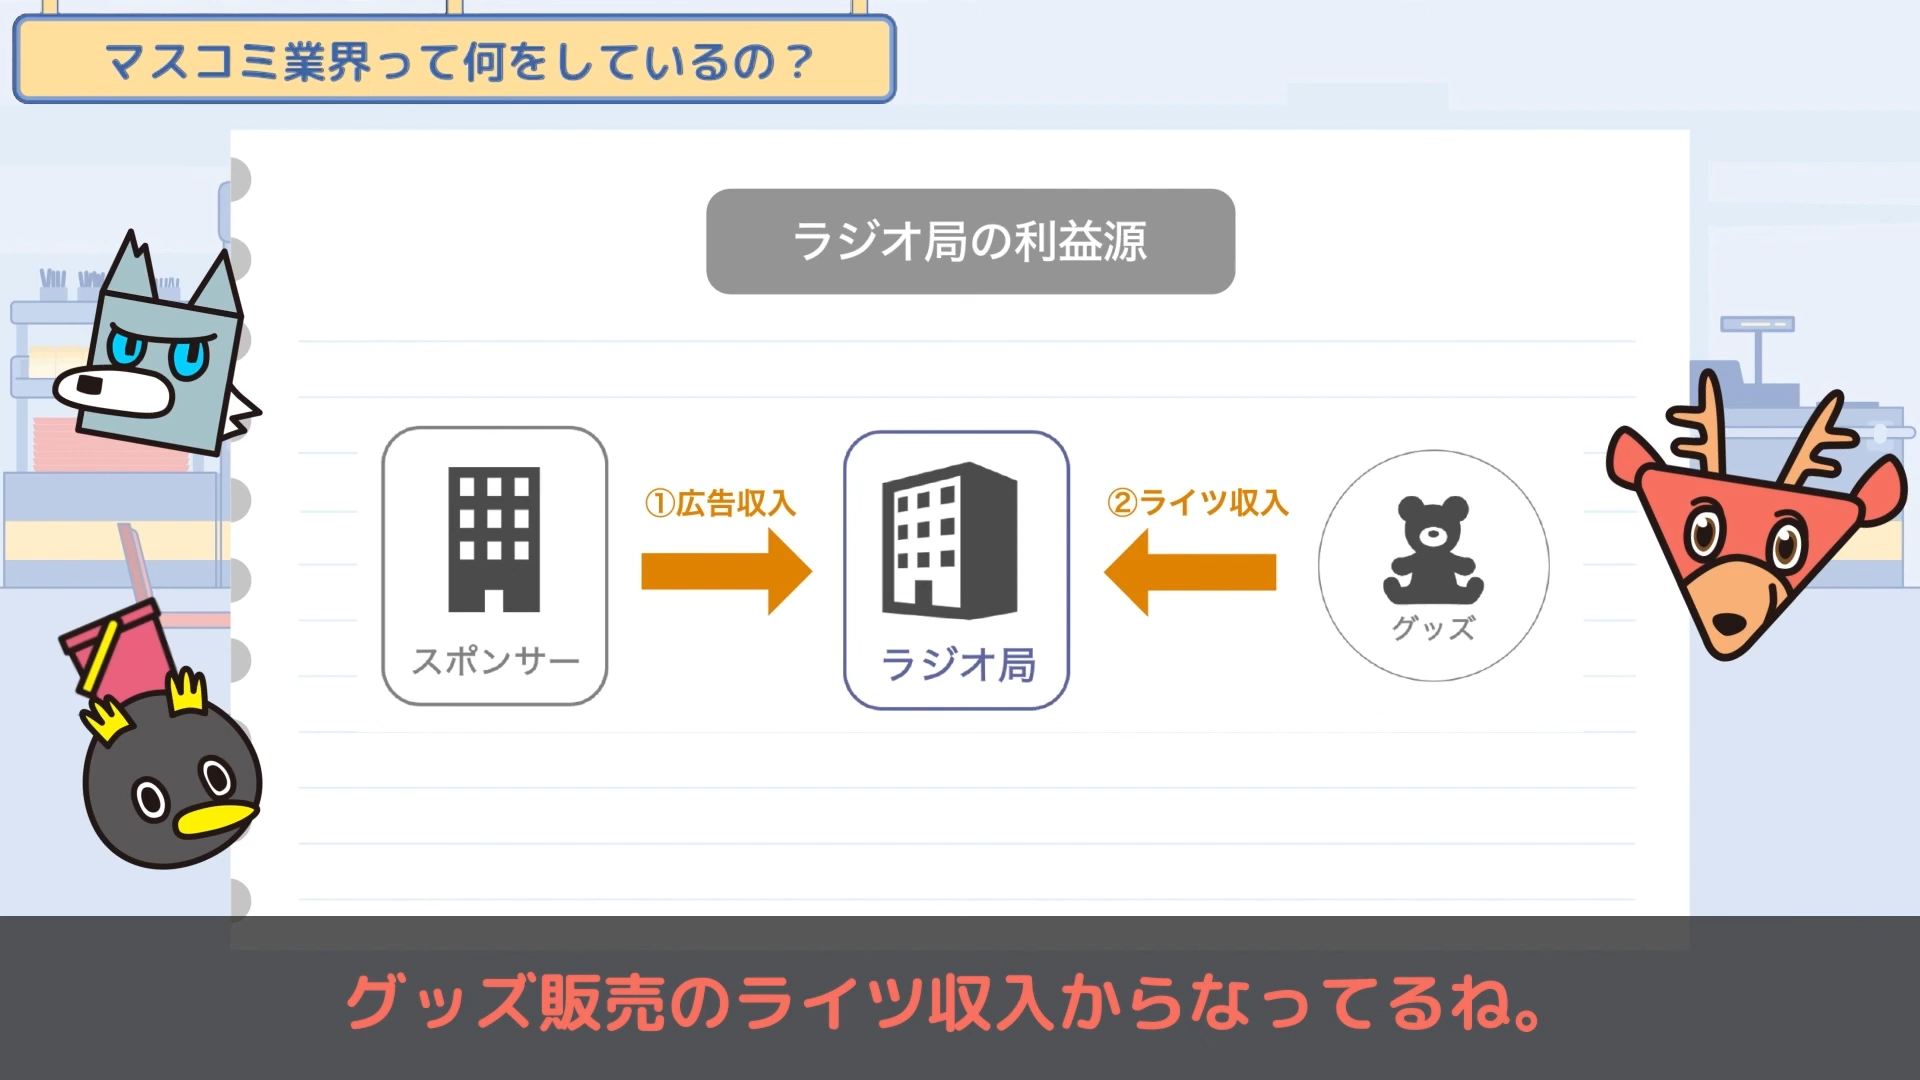 マスコミ業界って何をしているの？
ラジオ局の利益源
①広告収入
②ライツ収入
スポンサー
ラジオ局
グッズ
グッズ販売のライツ収入からなってるね。